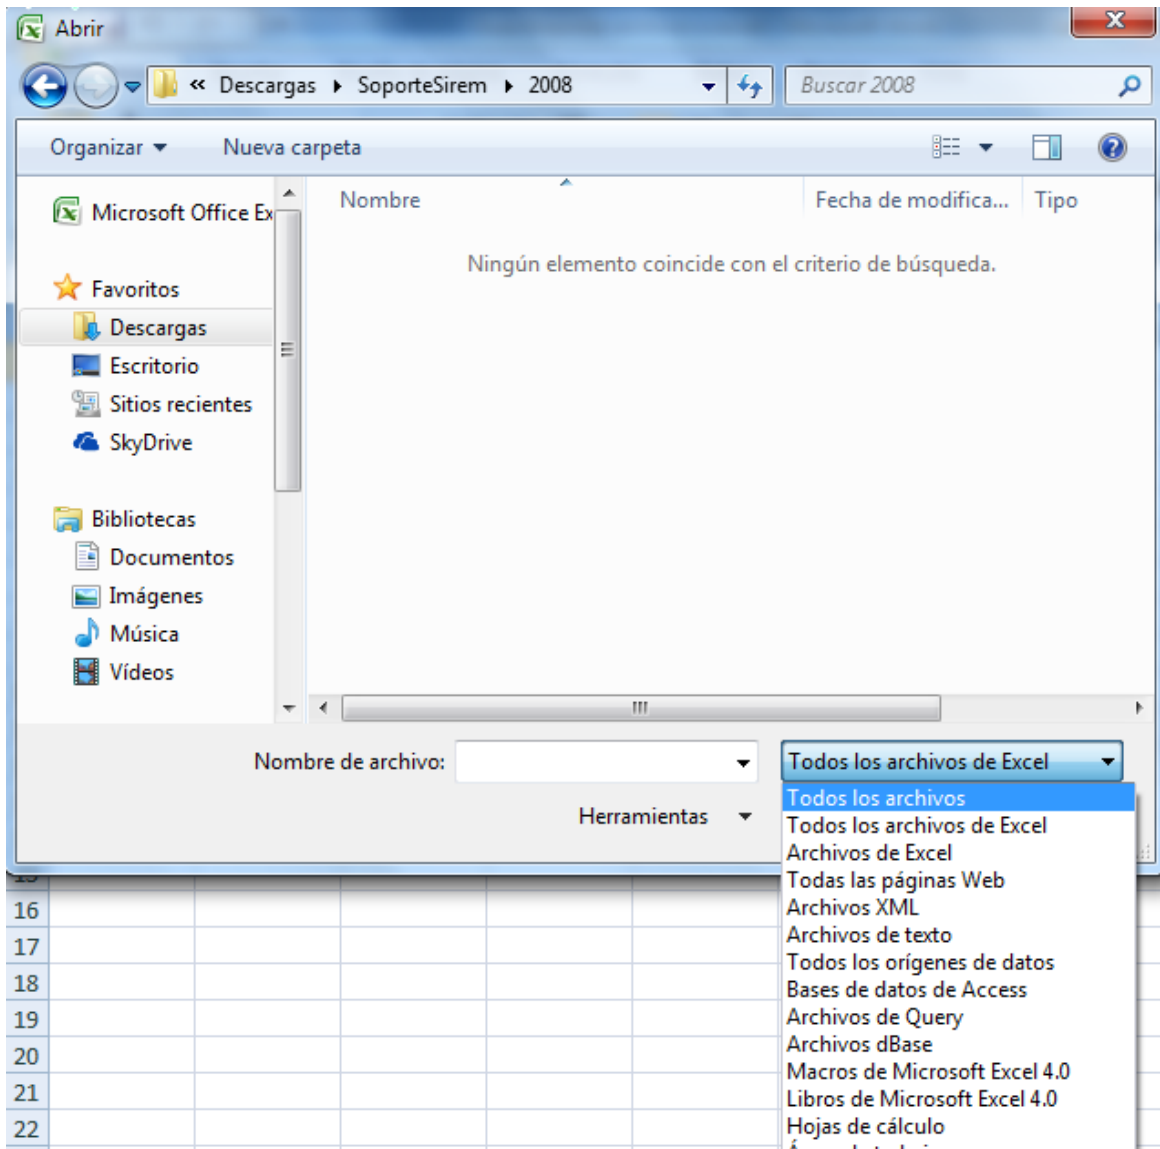 Abrir
« Descargas ▸ SoporteSirem ▸ 2008
Buscar 2008
Organizar
Nueva carpeta
Microsoft Office Ex
Favoritos
Descargas
Escritorio
Sitios recientes
SkyDrive
Bibliotecas
Documentos
Imágenes
Música
Vídeos
Nombre
Fecha de modifica...
Tipo
Ningún elemento coincide con el criterio de búsqueda.
Nombre de archivo:
Todos los archivos de Excel
Herramientas
Todos los archivos
Todos los archivos de Excel
Archivos de Excel
Todas las páginas Web
Archivos XML
Archivos de texto
Todos los orígenes de datos
Bases de datos de Access
Archivos de Query
Archivos dBase
Macros de Microsoft Excel 4.0
Libros de Microsoft Excel 4.0
Hojas de cálculo
16
17
18
19
20
21
22